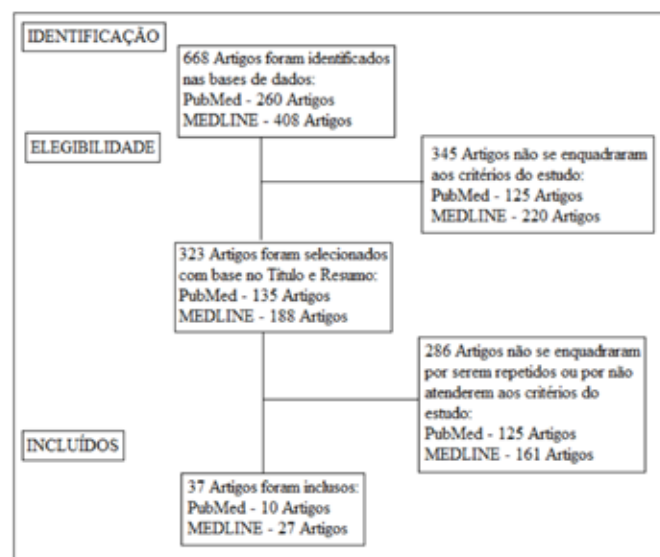 IDENTIFICAÇÃO
668 Artigos foram identificados
nas bases de dados:
PubMed - 260 Artigos
MEDLINE - 408 Artigos
ELEGIBILIDADE
345 Artigos não se enquadraram
aos critérios do estudo:
PubMed - 125 Artigos
MEDLINE - 220 Artigos
323 Artigos foram selecionados
com base no Título e Resumo:
PubMed - 135 Artigos
MEDLINE - 188 Artigos
286 Artigos não se enquadraram
por serem repetidos ou por não
atenderem aos critérios do
estudo:
PubMed - 125 Artigos
MEDLINE - 161 Artigos
INCLUÍDOS
37 Artigos foram inclusos:
PubMed - 10 Artigos
MEDLINE - 27 Artigos